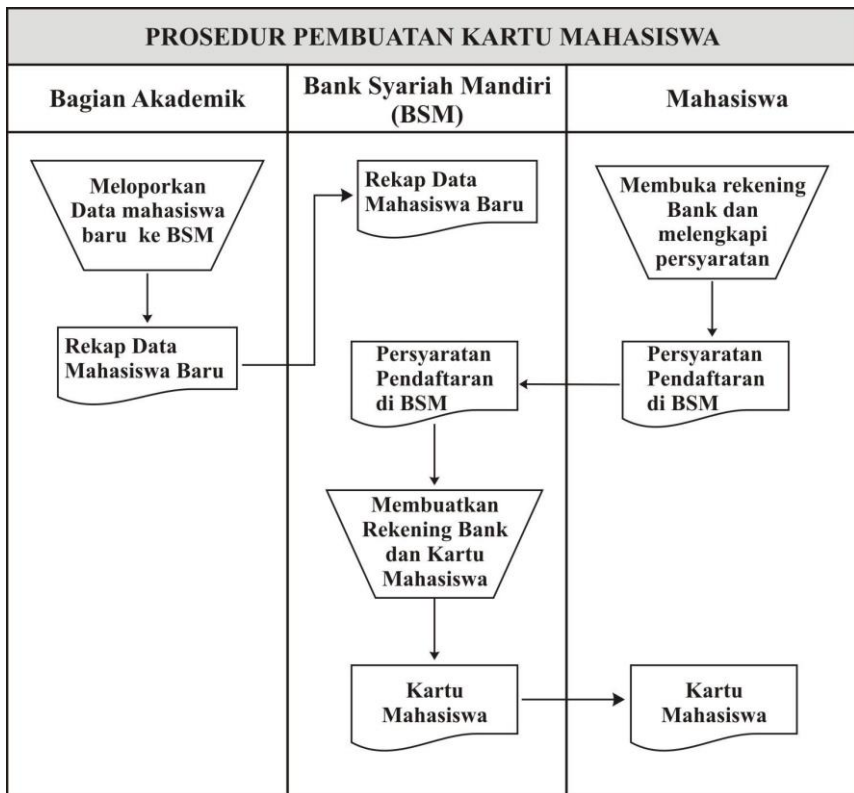 PROSEDUR PEMBUATAN KARTU MAHASISWA
Bagian Akademik
Bank Syariah Mandiri
(BSM)
Mahasiswa
Meloporkan
Data mahasiswa
baru ke BSM
Rekap Data
Mahasiswa Baru
Membuka rekening
Bank dan
melengkapi
persyaratan
Rekap Data
Mahasiswa Baru
Persyaratan
Pendaftaran
di BSM
Persyaratan
Pendaftaran
di BSM
Membuatkan
Rekening Bank
dan Kartu
Mahasiswa
Kartu
Mahasiswa
Kartu
Mahasiswa